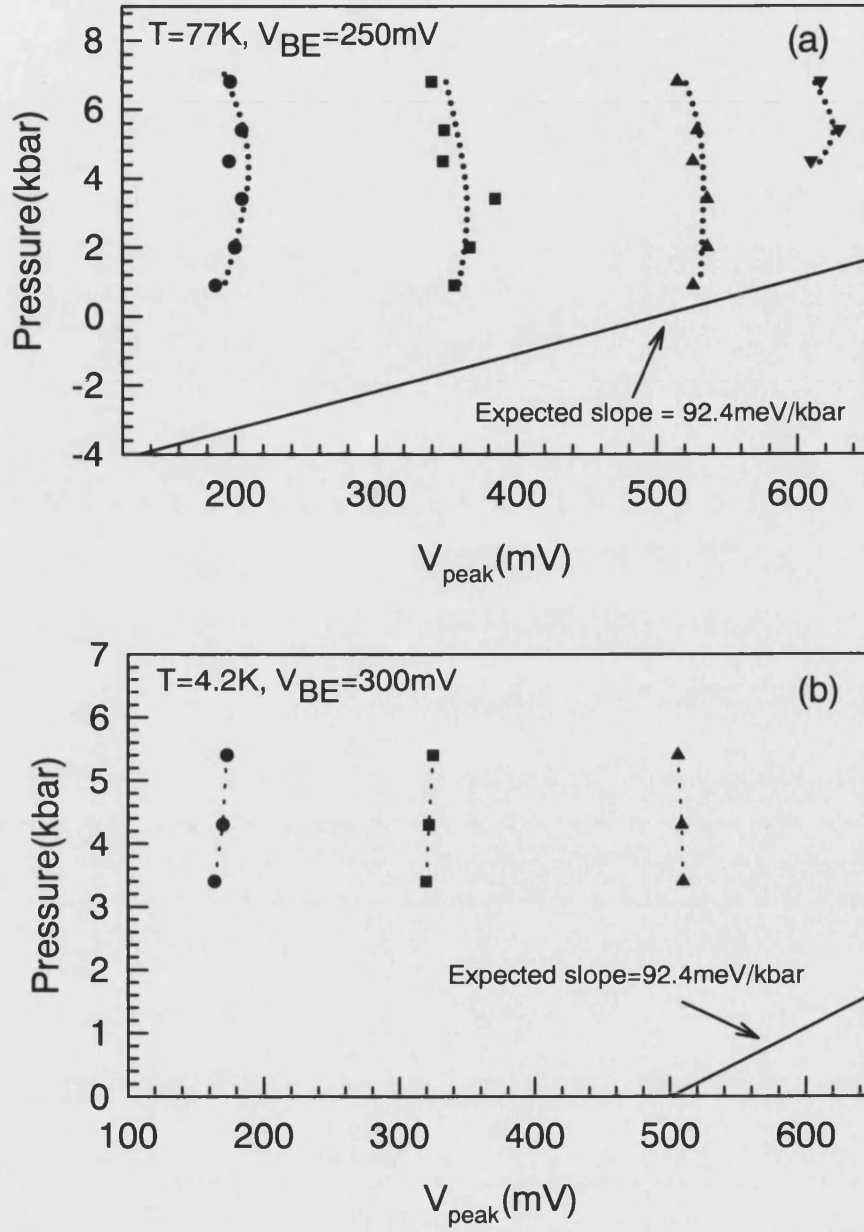 T=77K, V_BE=250mV
(a)
8
6
4
2
0
-2
-4
Pressure(kbar)
Expected slope = 92.4meV/kbar
200 300 400 500 600
V_peak(mV)
T=4.2K, V_BE=300mV
(b)
7
6
5
4
3
2
1
0
Pressure(kbar)
Expected slope=92.4meV/kbar
100 200 300 400 500 600
V_peak(mV)